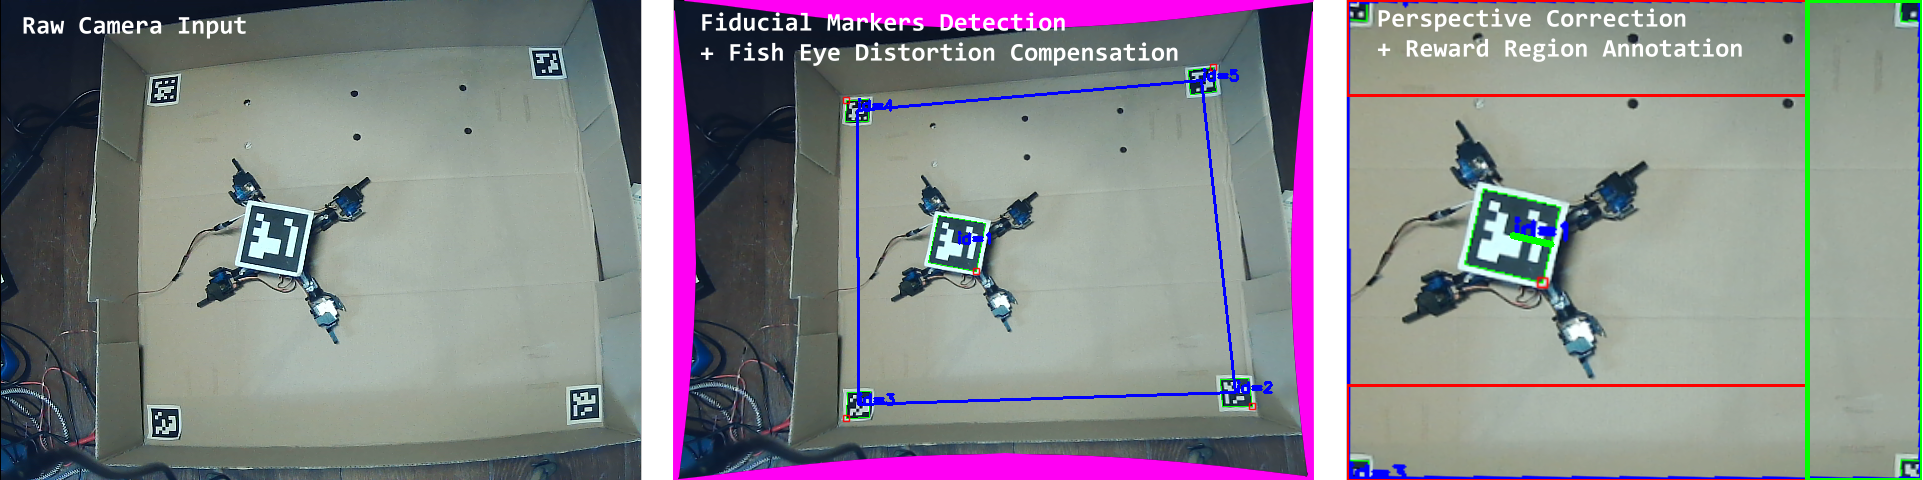 Raw Camera Input
Fiducial Markers Detection
+ Fish Eye Distortion Compensation
id=4
id=5
id=1
id=3
id=2
Perspective Correction
+ Reward Region Annotation
id=1
id=3